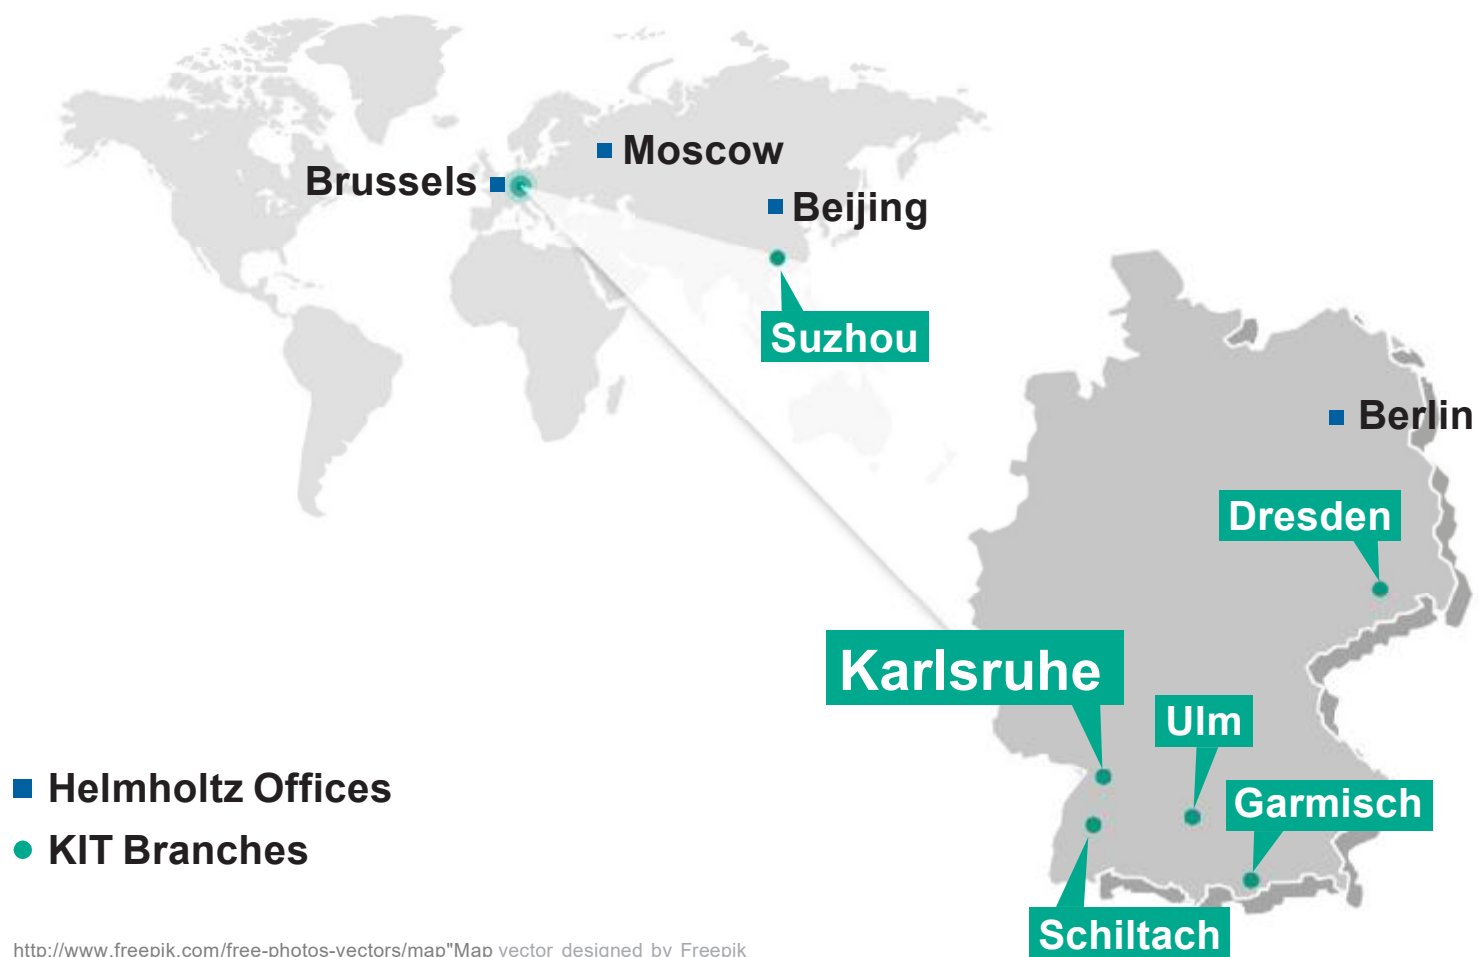 Moscow
Brussels
Beijing
Suzhou
Berlin
Dresden
Karlsruhe
Ulm
Garmisch
Schiltach
Helmholtz Offices
KIT Branches
http://www.freepik.com/free-photos-vectors/map"Map vector designed by Freepik